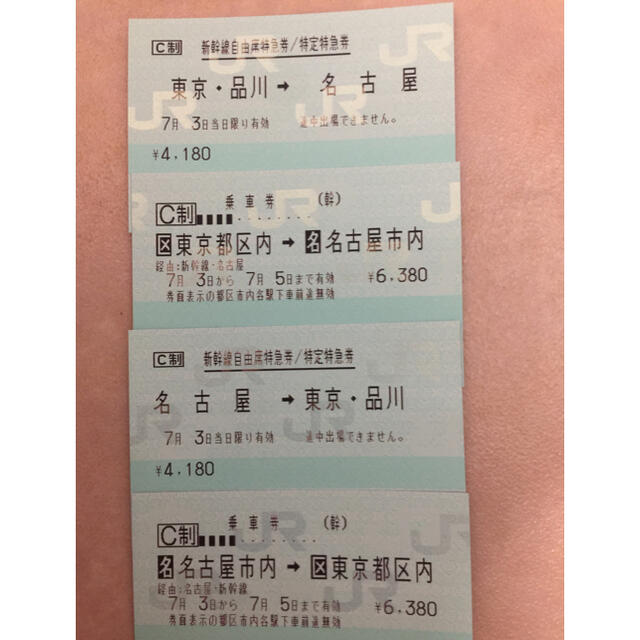 C制 新幹線自由席特急券/特定特急券
東京・品川 → 名古屋
7月 3日当日限り有効 途中出場できません。
¥4,180
C制 乗車券 (幹)
区東京都区内 → 名名古屋市内
経由:新幹線・名古屋
7月 3日から 7月 5日まで有効 ¥6,380
券面表示の都区市内各駅下車前途無効
C制 新幹線自由席特急券/特定特急券
名古屋 → 東京・品川
7月 3日当日限り有効 途中出場できません。
¥4,180
C制 乗車券 (幹)
名名古屋市内 → 区東京都区内
経由:名古屋・新幹線
7月 3日から 7月 5日まで有効 ¥6,380
券面表示の都区市内各駅下車前途無効